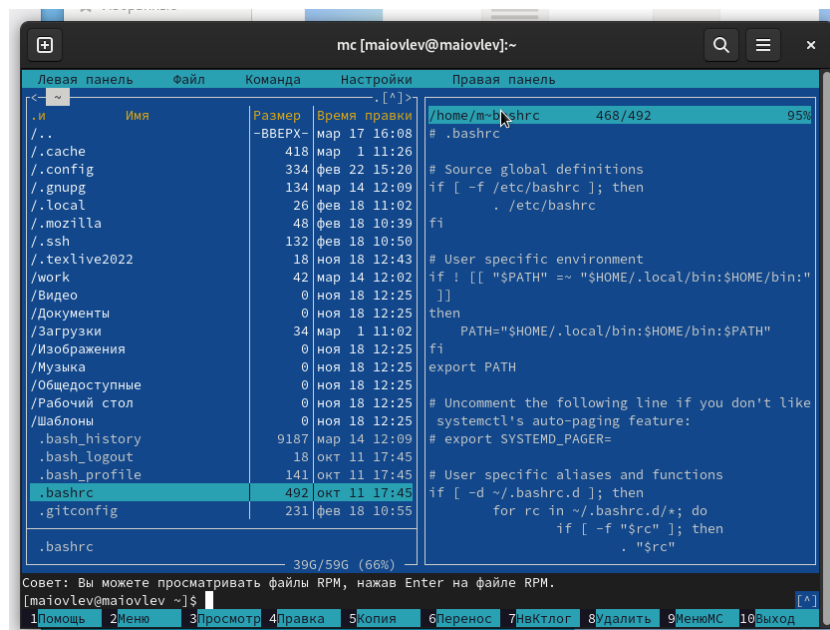 mc [maiovlev@maiovlev]:~
Левая панель Файл Команда Настройки Правая панель
<— ~ .[^]>
.и Имя Размер Время правки
/.. -ВВЕРХ- мар 17 16:08
/.cache 418 мар 1 11:26
/.config 334 фев 22 15:20
/.gnupg 134 мар 14 12:09
/.local 26 фев 18 11:02
/.mozilla 48 фев 18 10:39
/.ssh 132 фев 18 10:50
/.texlive2022 18 ноя 18 12:43
/work 42 мар 14 12:02
/Видео 0 ноя 18 12:25
/Документы 0 ноя 18 12:25
/Загрузки 34 мар 1 11:02
/Изображения 0 ноя 18 12:25
/Музыка 0 ноя 18 12:25
/Общедоступные 0 ноя 18 12:25
/Рабочий стол 0 ноя 18 12:25
/Шаблоны 0 ноя 18 12:25
.bash_history 9187 мар 14 12:09
.bash_logout 18 окт 11 17:45
.bash_profile 141 окт 11 17:45
.bashrc 492 окт 11 17:45
.gitconfig 231 фев 18 10:55
.bashrc
39G/59G (66%)
/home/m~bashrc 468/492 95%
# .bashrc
# Source global definitions
if [ -f /etc/bashrc ]; then
. /etc/bashrc
fi
# User specific environment
if ! [[ "$PATH" =~ "$HOME/.local/bin:$HOME/bin:"
]]
then
PATH="$HOME/.local/bin:$HOME/bin:$PATH"
fi
export PATH
# Uncomment the following line if you don't like
systemctl's auto-paging feature:
# export SYSTEMD_PAGER=
# User specific aliases and functions
if [ -d ~/.bashrc.d ]; then
for rc in ~/.bashrc.d/*; do
if [ -f "$rc" ]; then
. "$rc"
Совет: Вы можете просматривать файлы RPM, нажав Enter на файле RPM.
[maiovlev@maiovlev ~]$ [^]
1Помощь 2Меню 3Просмотр 4Правка 5Копия 6Перенос 7НвКтлог 8Удалить 9МенюМС 10Выход